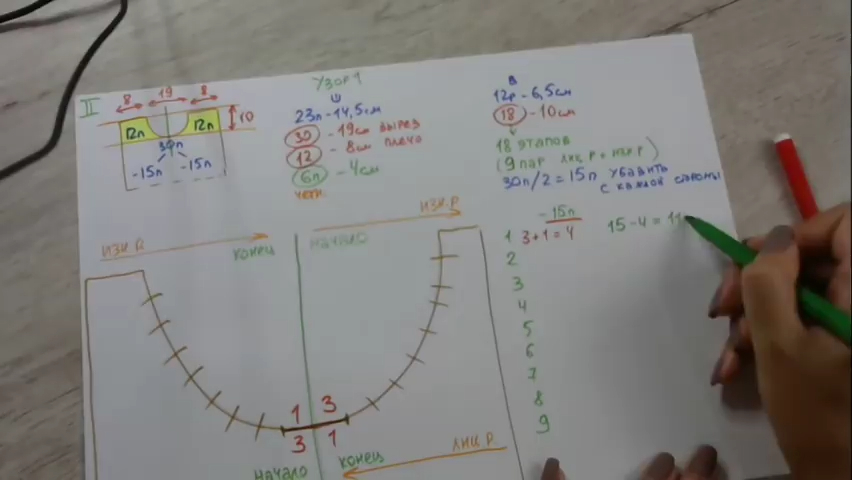 II
8 19 8
12п 12п
10
30п
-15п -15п
УЗОР 1
23п - 14,5см
30 - 19см вырез
12 - 8см плечо
6п - 4см
четн.
В
12р - 6,5см
18 - 10см
18 этапов
(9 пар лиц.р + изн.р)
30п/2 = 15п убавить
с каждой стороны
изн.р
конец
начало
изн.р
-15п
1 3+1=4 15-4=11
2
3
4
5
6
7
8
9
1 3
3 1
начало
конец
лиц.р